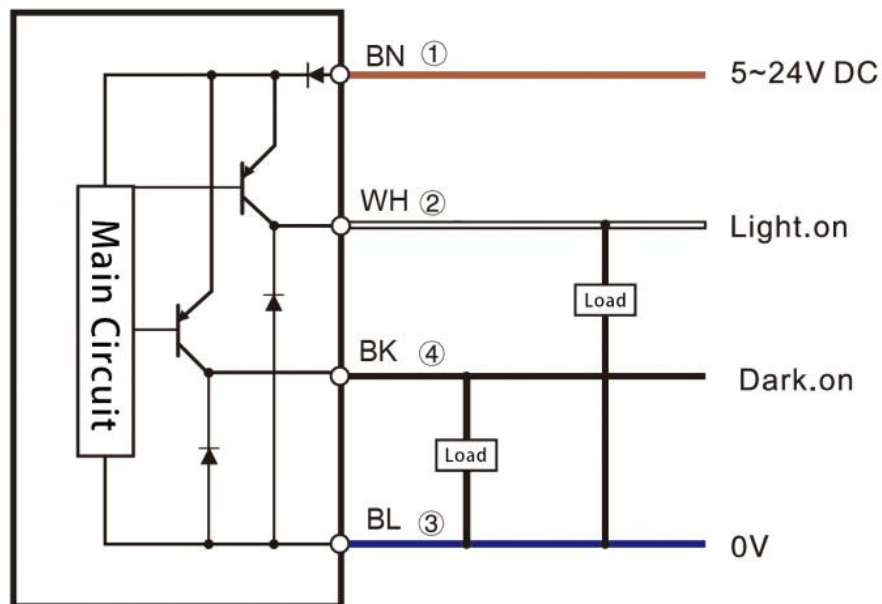 BN ①
5~24V DC
WH ②
Light.on
Main Circuit
Load
BK ④
Dark.on
Load
BL ③
0V